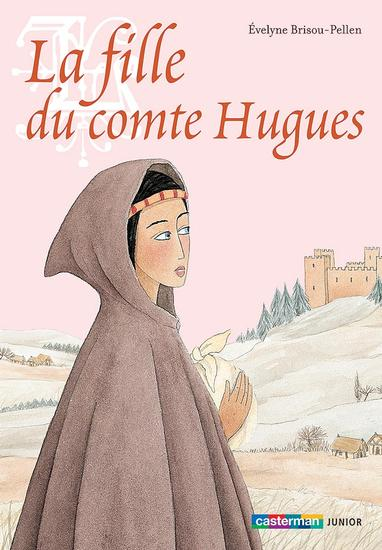 Évelyne Brisou-Pellen
La fille
du comte Hugues
casterman JUNIOR